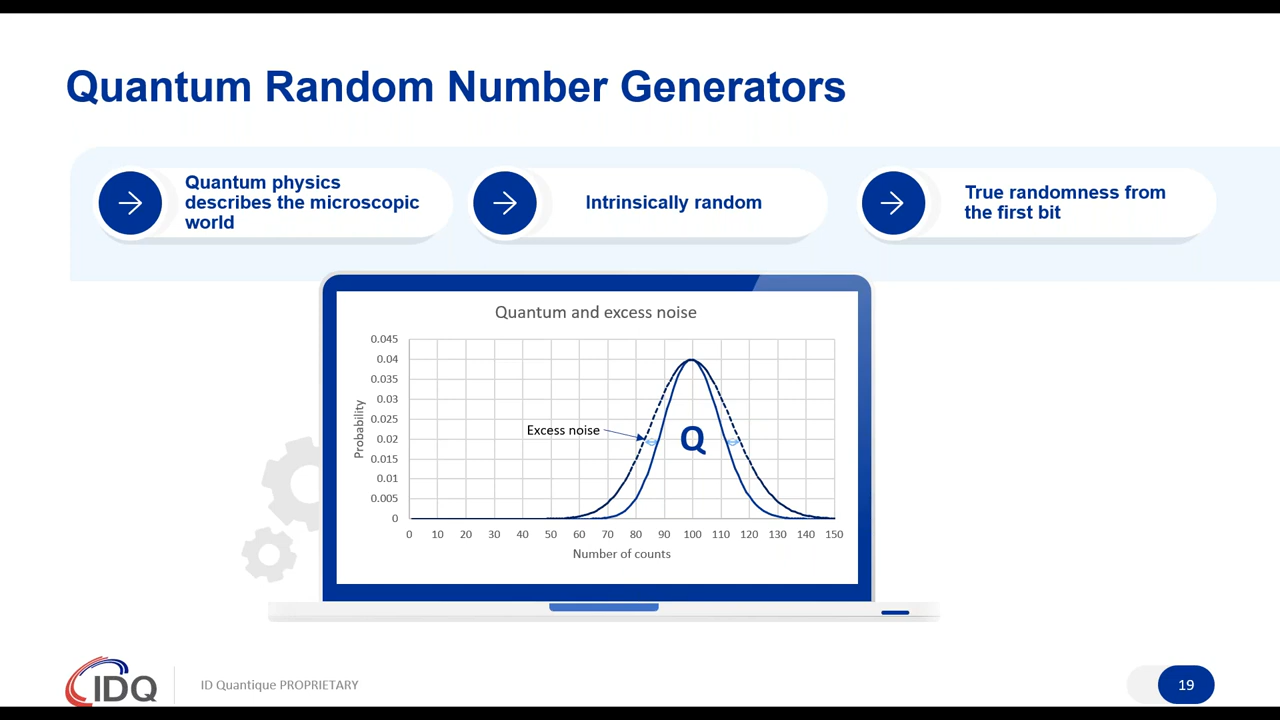 Quantum Random Number Generators
Quantum physics
describes the microscopic
world
Intrinsically random
True randomness from
the first bit
Quantum and excess noise
0.045
0.04
0.035
0.03
0.025
0.02
0.015
0.01
0.005
0
Probability
Excess noise
Q
0 10 20 30 40 50 60 70 80 90 100 110 120 130 140 150
Number of counts
IDQ
ID Quantique PROPRIETARY
19